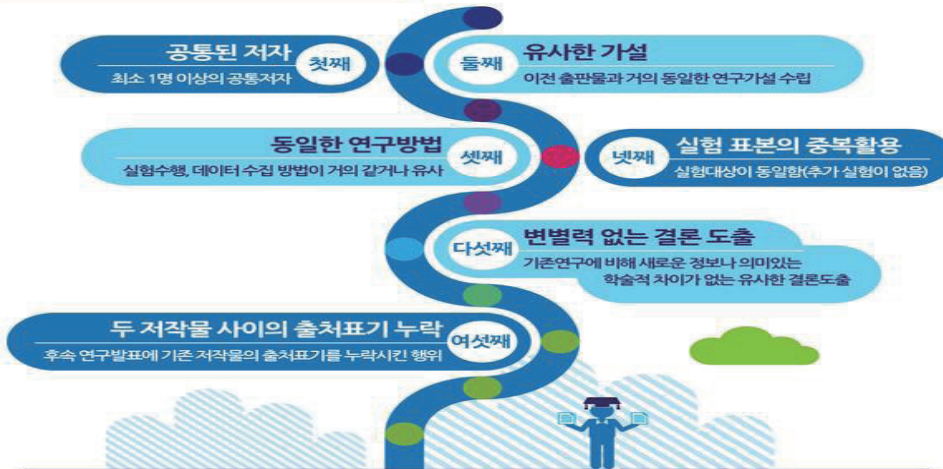 첫째
공통된 저자
최소 1명 이상의 공통저자
둘째
유사한 가설
이전 출판물과 거의 동일한 연구가설 수립
셋째
동일한 연구방법
실험수행, 데이터 수집 방법이 거의 같거나 유사
넷째
실험 표본의 중복활용
실험대상이 동일함(추가 실험이 없음)
다섯째
변별력 없는 결론 도출
기존연구에 비해 새로운 정보나 의미있는
학술적 차이가 없는 유사한 결론도출
여섯째
두 저작물 사이의 출처표기 누락
후속 연구발표에 기존 저작물의 출처표기를 누락시킨 행위